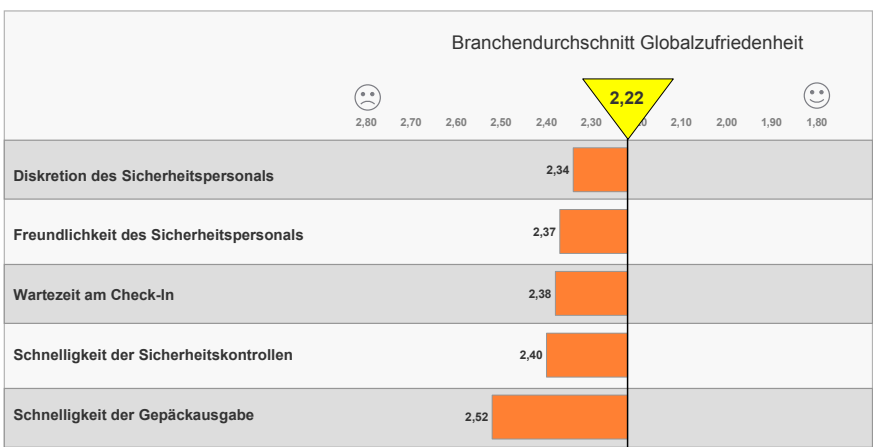 Branchendurchschnitt Globalzufriedenheit
2,22
2,80 2,70 2,60 2,50 2,40 2,30 2,10 2,00 1,90 1,80
Diskretion des Sicherheitspersonals 2,34
Freundlichkeit des Sicherheitspersonals 2,37
Wartezeit am Check-In 2,38
Schnelligkeit der Sicherheitskontrollen 2,40
Schnelligkeit der Gepäckausgabe 2,52